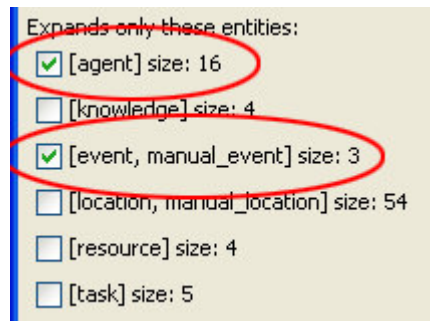 Expands only these entities:
[agent] size: 16
[knowledge] size: 4
[event, manual_event] size: 3
[location, manual_location] size: 54
[resource] size: 4
[task] size: 5